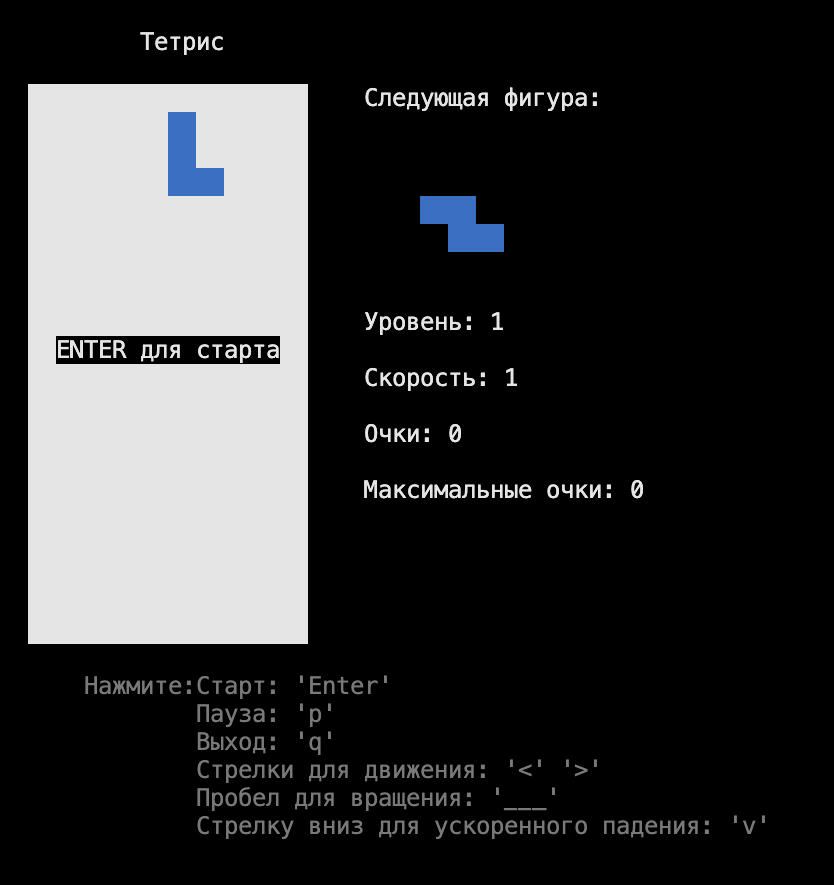 Тетрис
Следующая фигура:
ENTER для старта
Уровень: 1
Скорость: 1
Очки: 0
Максимальные очки: 0
Нажмите:Старт: 'Enter'
Пауза: 'p'
Выход: 'q'
Стрелки для движения: '<' '>'
Пробел для вращения: '___'
Стрелку вниз для ускоренного падения: 'v'